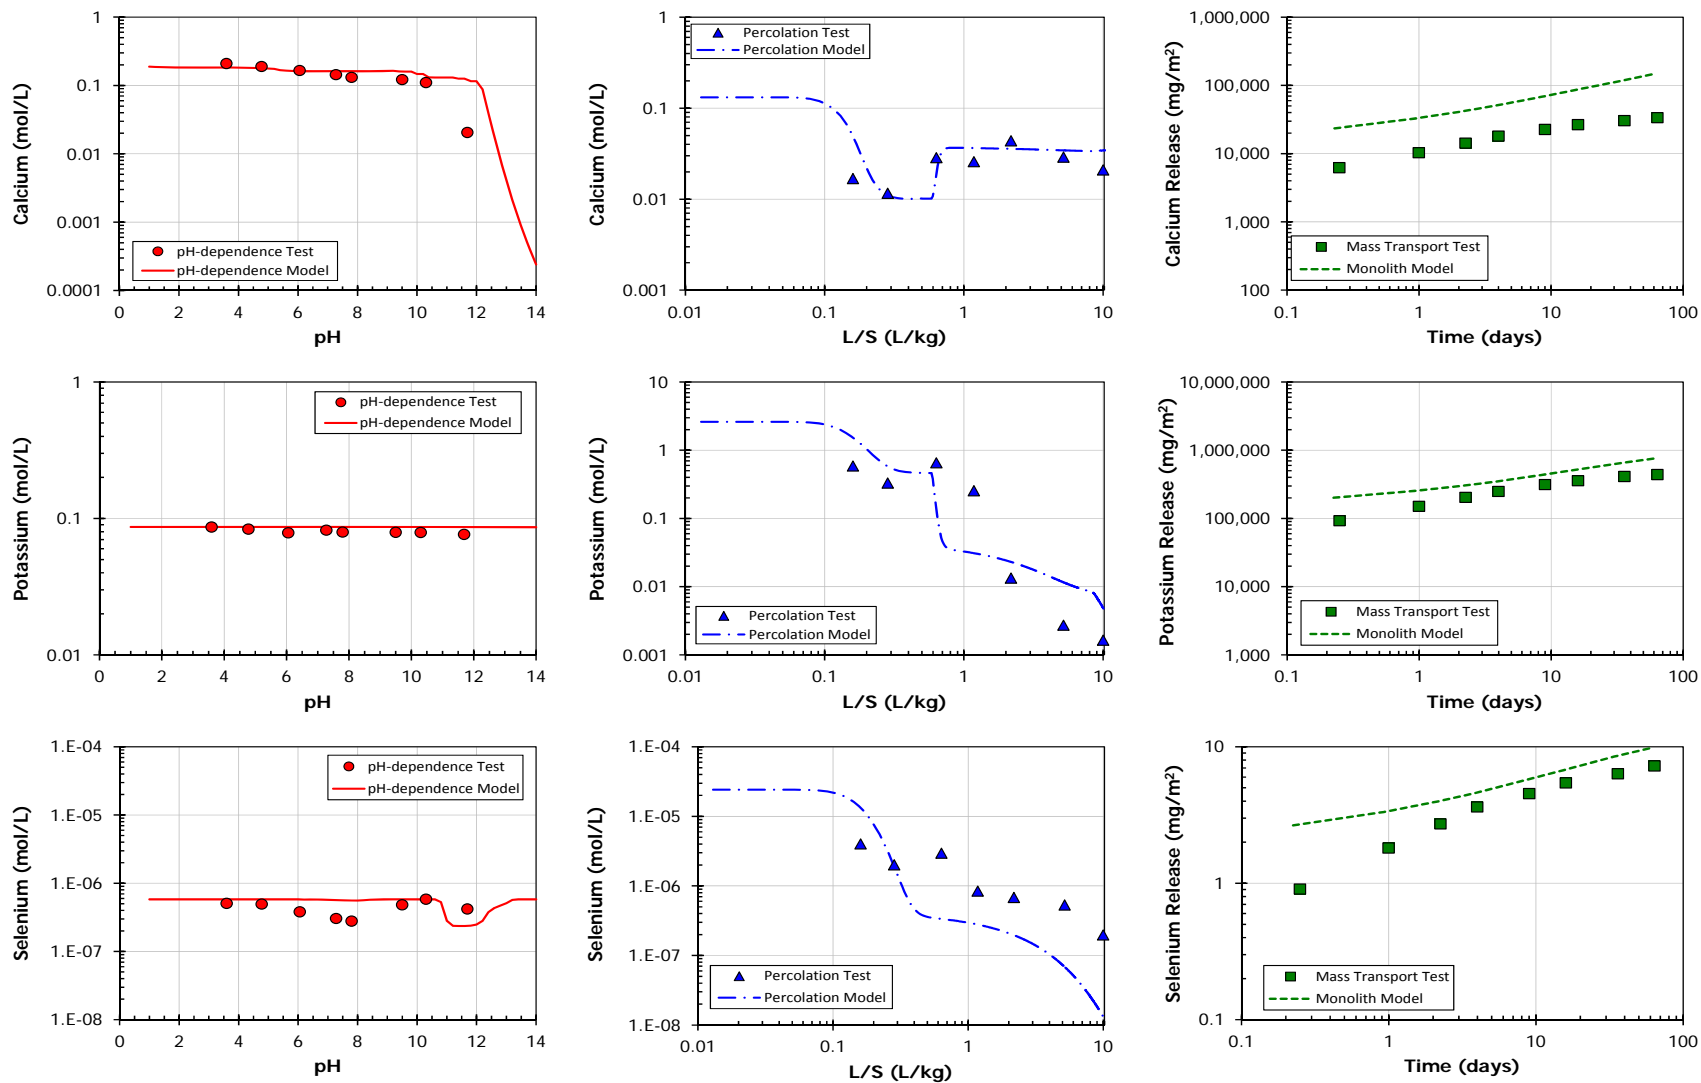 Calcium (mol/L)
1
0.1
0.01
0.001
0.0001
pH-dependence Test
pH-dependence Model
0 2 4 6 8 10 12 14
pH
Calcium (mol/L)
1
0.1
0.01
0.001
Percolation Test
Percolation Model
0.01 0.1 1 10
L/S (L/kg)
Calcium Release (mg/m²)
1,000,000
100,000
10,000
1,000
100
Mass Transport Test
Monolith Model
0.1 1 10 100
Time (days)
Potassium (mol/L)
1
0.1
0.01
pH-dependence Test
pH-dependence Model
0 2 4 6 8 10 12 14
pH
Potassium (mol/L)
10
1
0.1
0.01
0.001
Percolation Test
Percolation Model
0.01 0.1 1 10
L/S (L/kg)
Potassium Release (mg/m²)
10,000,000
1,000,000
100,000
10,000
1,000
Mass Transport Test
Monolith Model
0.1 1 10 100
Time (days)
Selenium (mol/L)
1.E-04
1.E-05
1.E-06
1.E-07
1.E-08
pH-dependence Test
pH-dependence Model
0 2 4 6 8 10 12 14
pH
Selenium (mol/L)
1.E-04
1.E-05
1.E-06
1.E-07
1.E-08
Percolation Test
Percolation Model
0.01 0.1 1 10
L/S (L/kg)
Selenium Release (mg/m²)
10
1
0.1
Mass Transport Test
Monolith Model
0.1 1 10 100
Time (days)